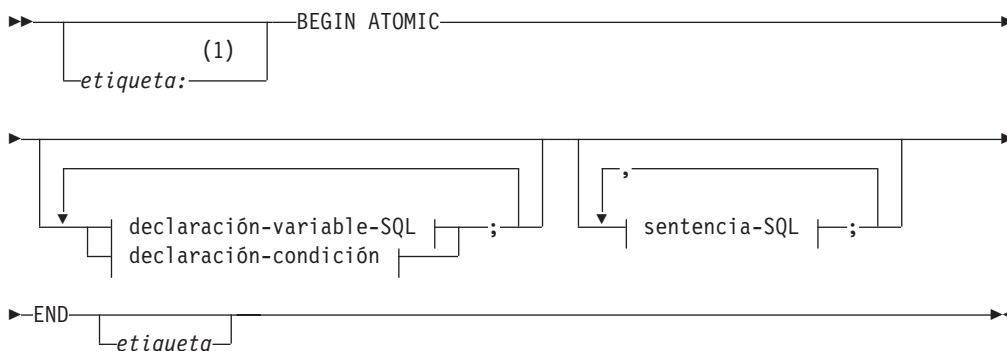 BEGIN ATOMIC
(1)
etiqueta:
,
declaración-variable-SQL ;
sentencia-SQL ;
declaración-condición
END
etiqueta